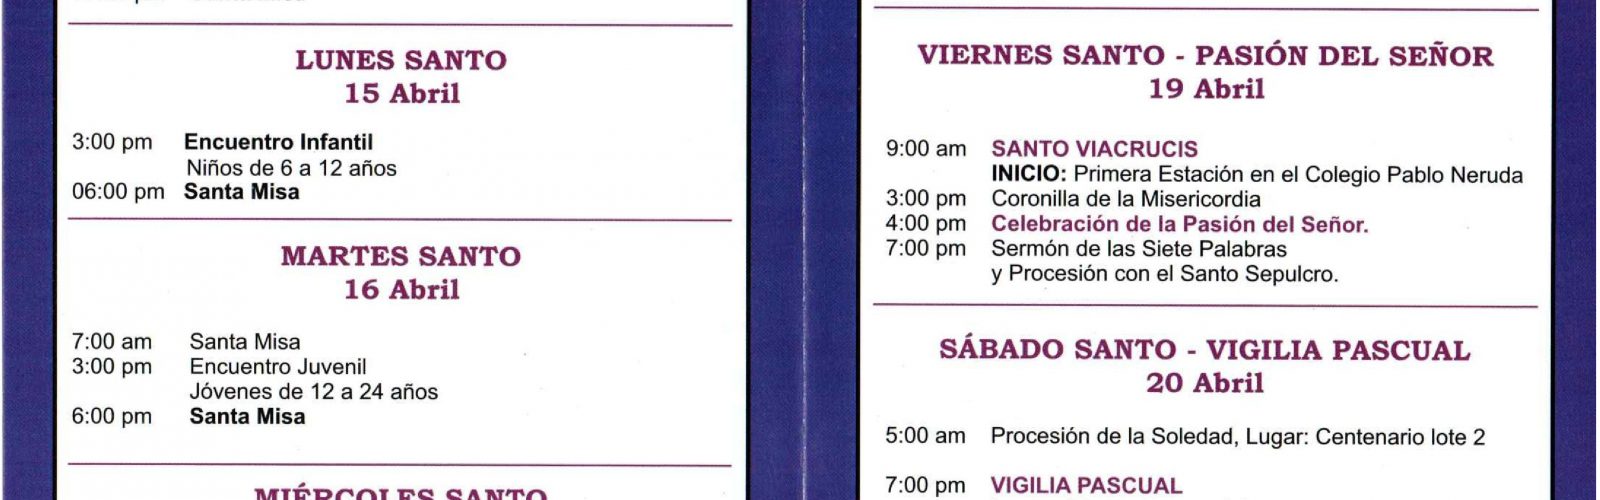 LUNES SANTO
15 Abril
3:00 pm Encuentro Infantil
Niños de 6 a 12 años
06:00 pm Santa Misa
MARTES SANTO
16 Abril
7:00 am Santa Misa
3:00 pm Encuentro Juvenil
Jóvenes de 12 a 24 años
6:00 pm Santa Misa
MIÉRCOLES SANTO
VIERNES SANTO - PASIÓN DEL SEÑOR
19 Abril
9:00 am SANTO VIACRUCIS
INICIO: Primera Estación en el Colegio Pablo Neruda
3:00 pm Coronilla de la Misericordia
4:00 pm Celebración de la Pasión del Señor.
7:00 pm Sermón de las Siete Palabras
y Procesión con el Santo Sepulcro.
SÁBADO SANTO - VIGILIA PASCUAL
20 Abril
5:00 am Procesión de la Soledad, Lugar: Centenario lote 2
7:00 pm VIGILIA PASCUAL